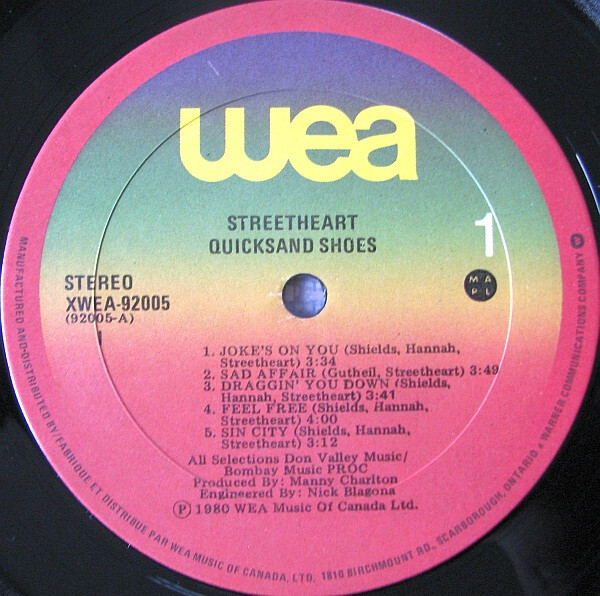 wea
STREETHEART
QUICKSAND SHOES
1
STEREO
XWEA-92005
(92005-A)
M A
P L
1. JOKE'S ON YOU (Shields, Hannah,
Streetheart) 3:34
2. SAD AFFAIR (Gutheil, Streetheart) 3:49
3. DRAGGIN' YOU DOWN (Shields,
Hannah, Streetheart) 3:41
4. FEEL FREE (Shields, Hannah,
Streetheart) 4:00
5. SIN CITY (Shields, Hannah,
Streetheart) 3:12
All Selections Don Valley Music/
Bombay Music PROC
Produced By: Manny Charlton
Engineered By: Nick Blagona
Ⓟ 1980 WEA Music Of Canada Ltd.
MANUFACTURED AND DISTRIBUTED BY/FABRIQUE ET DISTRIBUE PAR WEA MUSIC OF CANADA, LTD. 1810 BIRCHMOUNT RD., SCARBOROUGH, ONTARIO • WARNER COMMUNICATIONS COMPANY